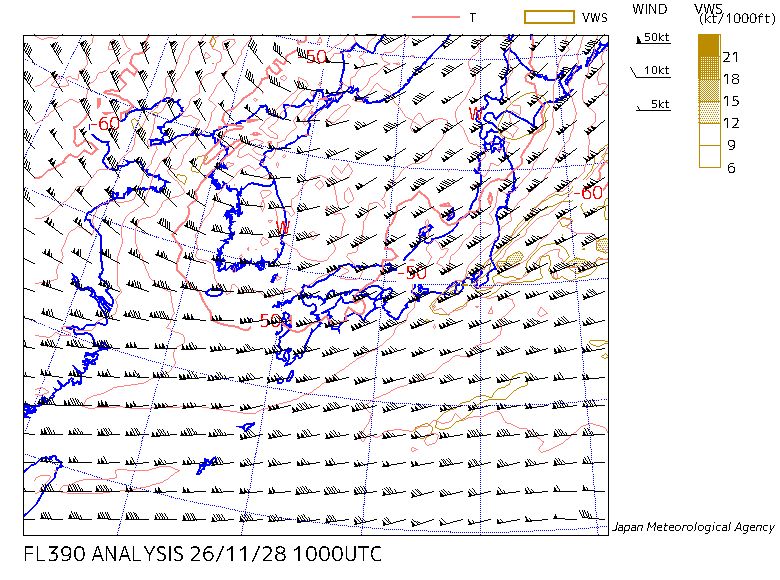 T
VWS
WIND
VWS
(kt/1000ft)
50kt
10kt
5kt
21
18
15
12
9
6
-50
-60
W
-60
W
-50
-50
Japan Meteorological Agency
FL390 ANALYSIS 26/11/28 1000UTC